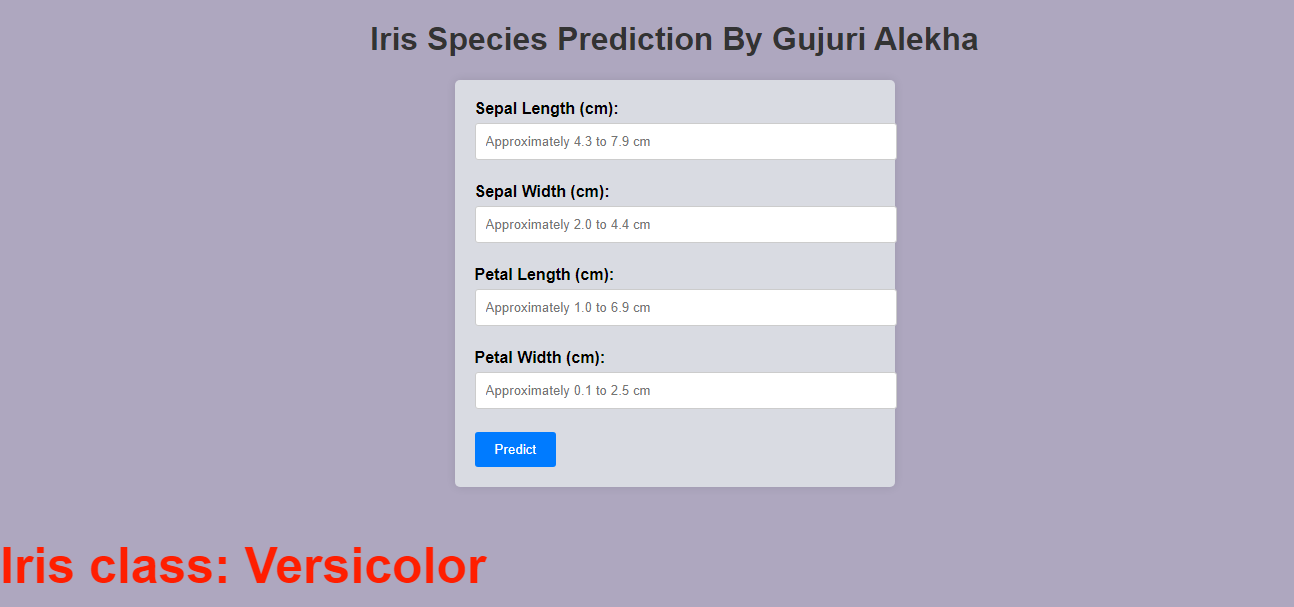 Iris Species Prediction By Gujuri Alekha
Sepal Length (cm):
Approximately 4.3 to 7.9 cm
Sepal Width (cm):
Approximately 2.0 to 4.4 cm
Petal Length (cm):
Approximately 1.0 to 6.9 cm
Petal Width (cm):
Approximately 0.1 to 2.5 cm
Predict
Iris class: Versicolor